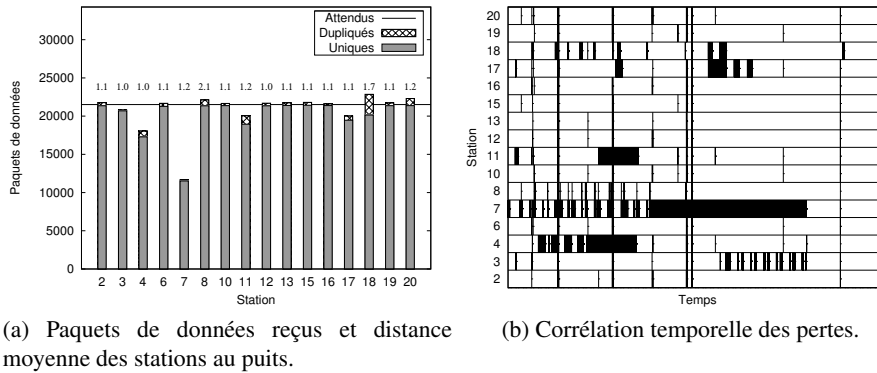 Attendus
Dupliqués
Uniques
30000
25000
20000
15000
10000
5000
0
Paquets de données
1.1 1.0 1.0 1.2 1.2 2.1 1.1 1.2 1.0 1.1 1.1 1.1 1.1 1.7 1.1 1.2
2 3 4 6 7 8 10 11 12 13 15 16 17 18 19 20
Station
(a) Paquets de données reçus et distance
moyenne des stations au puits.
20
19
18
17
16
15
13
12
11
10
8
7
6
4
3
2
Station
Temps
(b) Corrélation temporelle des pertes.